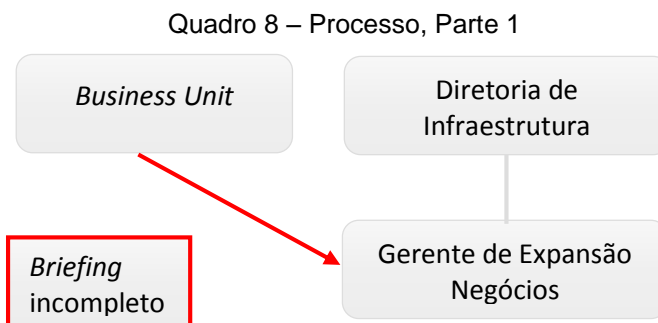 Quadro 8 – Processo, Parte 1
Business Unit
Diretoria de
Infraestrutura
Briefing
incompleto
Gerente de Expansão
Negócios